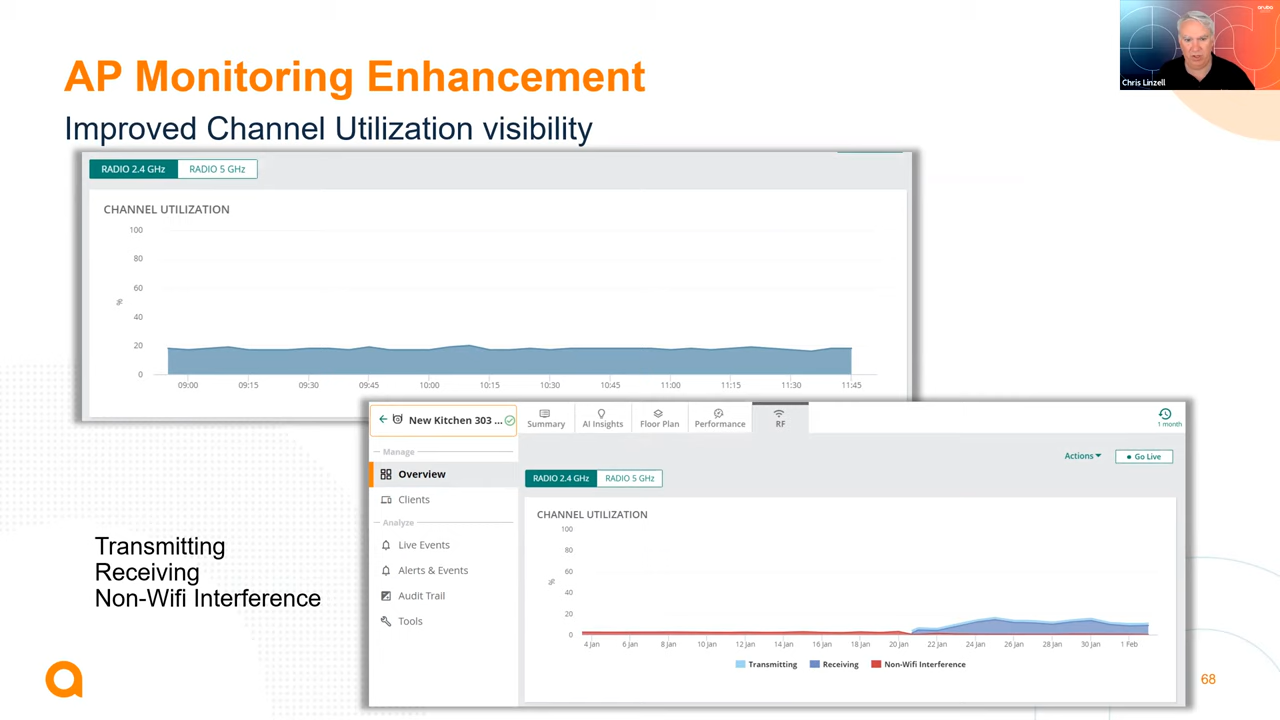 AP Monitoring Enhancement
Improved Channel Utilization visibility
aruba
Chris Linzell
RADIO 2.4 GHz RADIO 5 GHz
CHANNEL UTILIZATION
100
80
60
%
40
20
0
09:00 09:15 09:30 09:45 10:00 10:15 10:30 10:45 11:00 11:15 11:30 11:45
New Kitchen 303 ...
Summary AI Insights Floor Plan Performance RF
1 month
Manage
Overview
Clients
Analyze
Live Events
Alerts & Events
Audit Trail
Tools
Actions Go Live
RADIO 2.4 GHz RADIO 5 GHz
CHANNEL UTILIZATION
100
80
60
%
40
20
0
4 Jan 6 Jan 8 Jan 10 Jan 12 Jan 14 Jan 16 Jan 18 Jan 20 Jan 22 Jan 24 Jan 26 Jan 28 Jan 30 Jan 1 Feb
Transmitting Receiving Non-Wifi Interference
Transmitting
Receiving
Non-Wifi Interference
68